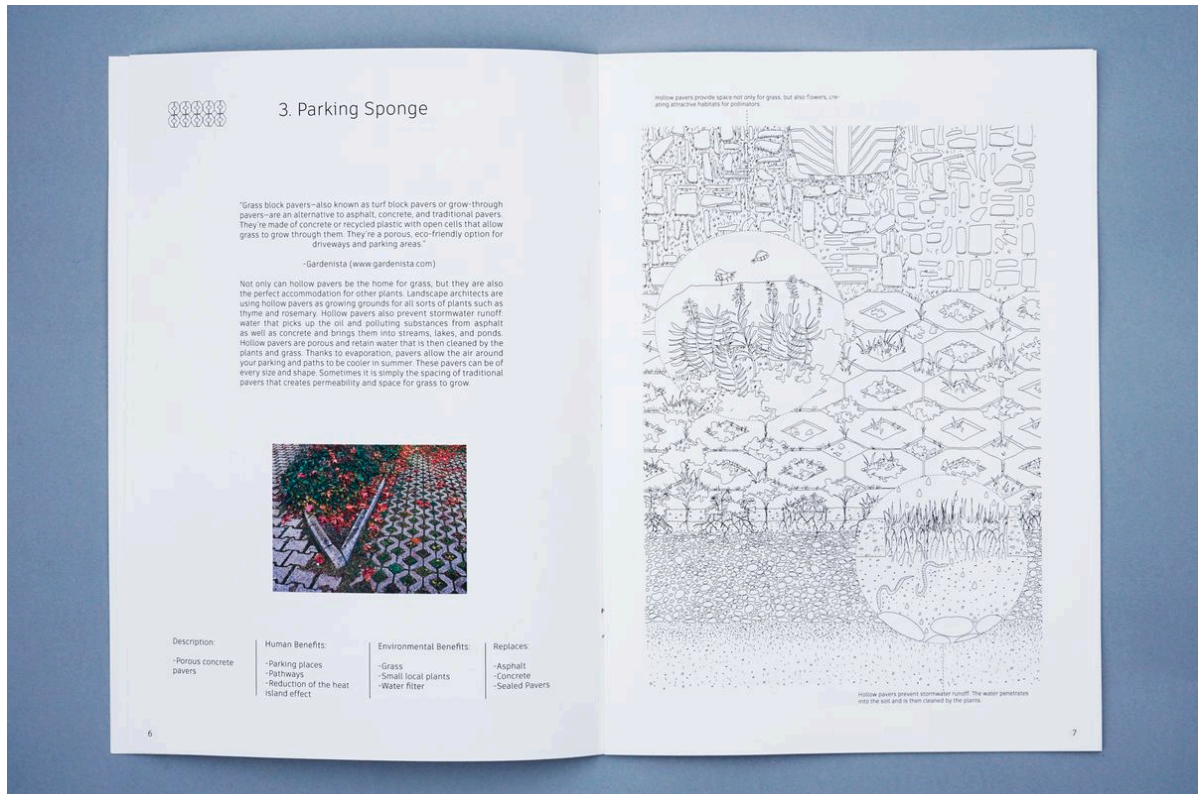 3. Parking Sponge
"Grass block pavers—also known as turf block pavers or grow-through
pavers—are an alternative to asphalt, concrete, and traditional pavers.
They're made of concrete or recycled plastic with open cells that allow
grass to grow through them. They're a porous, eco-friendly option for
driveways and parking areas."
-Gardenista (www.gardenista.com)
Not only can hollow pavers be the home for grass, but they are also
the perfect accommodation for other plants. Landscape architects are
using hollow pavers as growing grounds for all sorts of plants such as
thyme and rosemary. Hollow pavers also prevent stormwater runoff:
water that picks up the oil and polluting substances from asphalt
as well as concrete and brings them into streams, lakes, and ponds.
Hollow pavers are porous and retain water that is then cleaned by the
plants and grass. Thanks to evaporation, pavers allow the air around
your parking and paths to be cooler in summer. These pavers can be of
every size and shape. Sometimes it is simply the spacing of traditional
pavers that creates permeability and space for grass to grow.
Description:
-Porous concrete
pavers
Human Benefits:
-Parking places
-Pathways
-Reduction of the heat
island effect
Environmental Benefits:
-Grass
-Small local plants
-Water filter
Replaces:
-Asphalt
-Concrete
-Sealed Pavers
6
Hollow pavers provide space not only for grass, but also flowers, cre-
ating attractive habitats for pollinators.
Hollow pavers prevent stormwater runoff. The water penetrates
into the soil and is then cleaned by the plants.
7